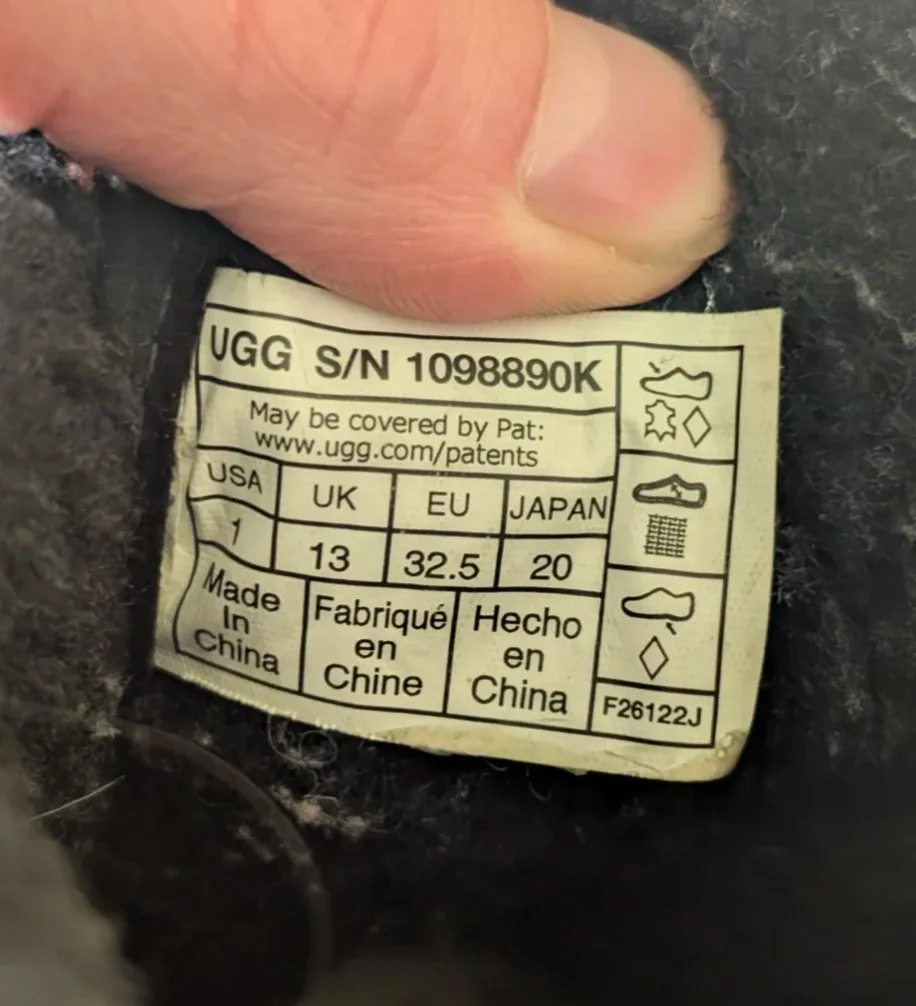 UGG S/N 1098890K
May be covered by Pat:
www.ugg.com/patents
USA UK EU JAPAN
1 13 32.5 20
Made
In
China
Fabriqué
en
Chine
Hecho
en
China
F26122J